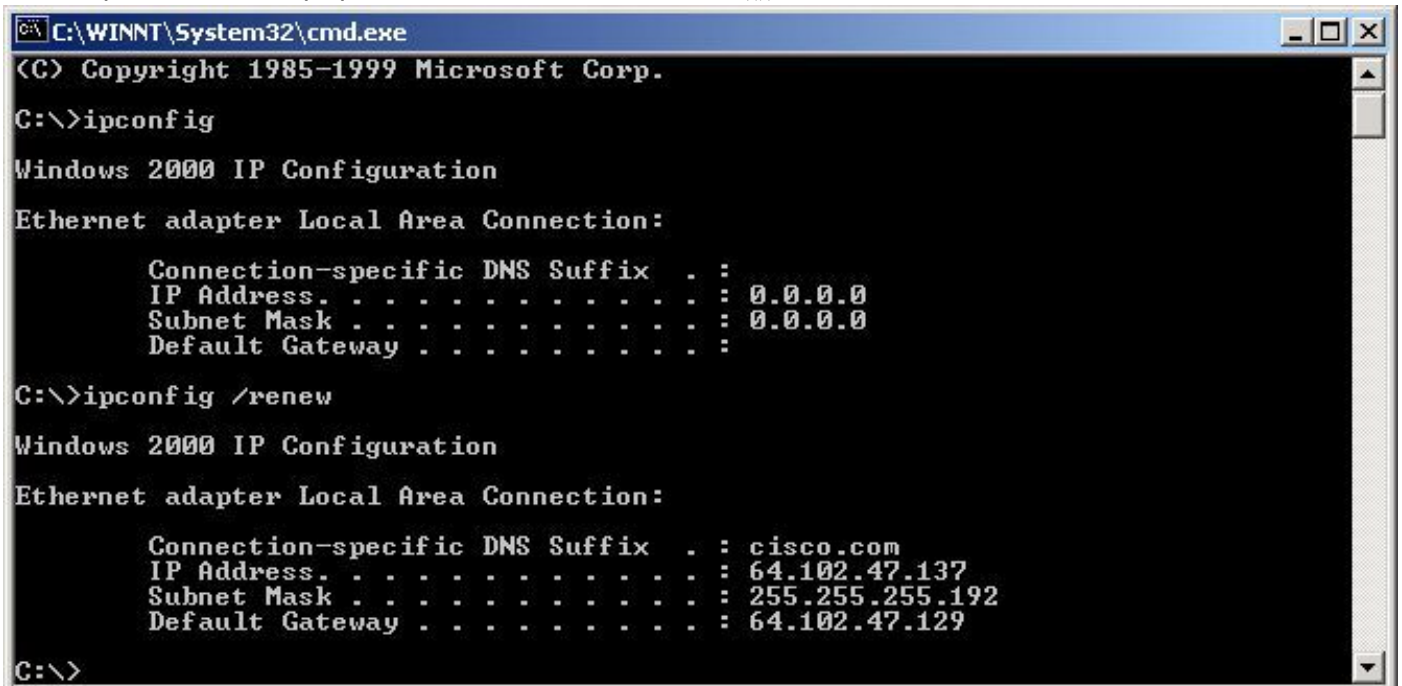 C:\WINNT\System32\cmd.exe
(C) Copyright 1985-1999 Microsoft Corp.
C:\>ipconfig
Windows 2000 IP Configuration
Ethernet adapter Local Area Connection:
Connection-specific DNS Suffix . :
IP Address. . . . . . . . . . . . : 0.0.0.0
Subnet Mask . . . . . . . . . . . : 0.0.0.0
Default Gateway . . . . . . . . . :
C:\>ipconfig /renew
Windows 2000 IP Configuration
Ethernet adapter Local Area Connection:
Connection-specific DNS Suffix . : cisco.com
IP Address. . . . . . . . . . . . : 64.102.47.137
Subnet Mask . . . . . . . . . . . : 255.255.255.192
Default Gateway . . . . . . . . . : 64.102.47.129
C:\>